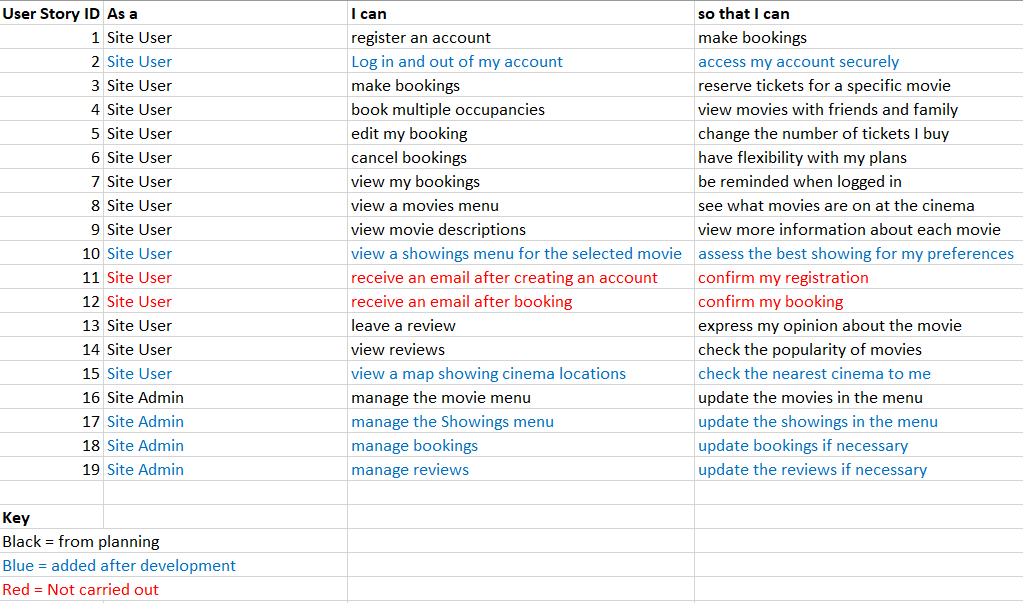 User Story ID As a I can so that I can
1 Site User register an account make bookings
2 Site User Log in and out of my account access my account securely
3 Site User make bookings reserve tickets for a specific movie
4 Site User book multiple occupancies view movies with friends and family
5 Site User edit my booking change the number of tickets I buy
6 Site User cancel bookings have flexibility with my plans
7 Site User view my bookings be reminded when logged in
8 Site User view a movies menu see what movies are on at the cinema
9 Site User view movie descriptions view more information about each movie
10 Site User view a showings menu for the selected movie assess the best showing for my preferences
11 Site User receive an email after creating an account confirm my registration
12 Site User receive an email after booking confirm my booking
13 Site User leave a review express my opinion about the movie
14 Site User view reviews check the popularity of movies
15 Site User view a map showing cinema locations check the nearest cinema to me
16 Site Admin manage the movie menu update the movies in the menu
17 Site Admin manage the Showings menu update the showings in the menu
18 Site Admin manage bookings update bookings if necessary
19 Site Admin manage reviews update the reviews if necessary
Key
Black = from planning
Blue = added after development
Red = Not carried out